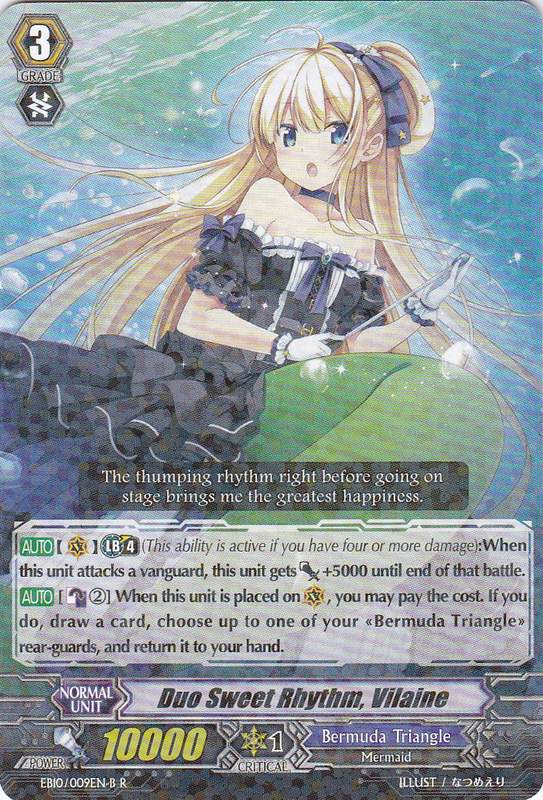 3
GRADE
The thumping rhythm right before going on
stage brings me the greatest happiness.
AUTO [ ] LB 4 (This ability is active if you have four or more damage):When
this unit attacks a vanguard, this unit gets +5000 until end of that battle.
AUTO [ ②] When this unit is placed on , you may pay the cost. If you
do, draw a card, choose up to one of your «Bermuda Triangle»
rear-guards, and return it to your hand.
NORMAL
UNIT
Duo Sweet Rhythm, Vilaine
POWER 10000 1 CRITICAL
Bermuda Triangle
Mermaid
EB10/009EN-B R
ILLUST / なつめえり